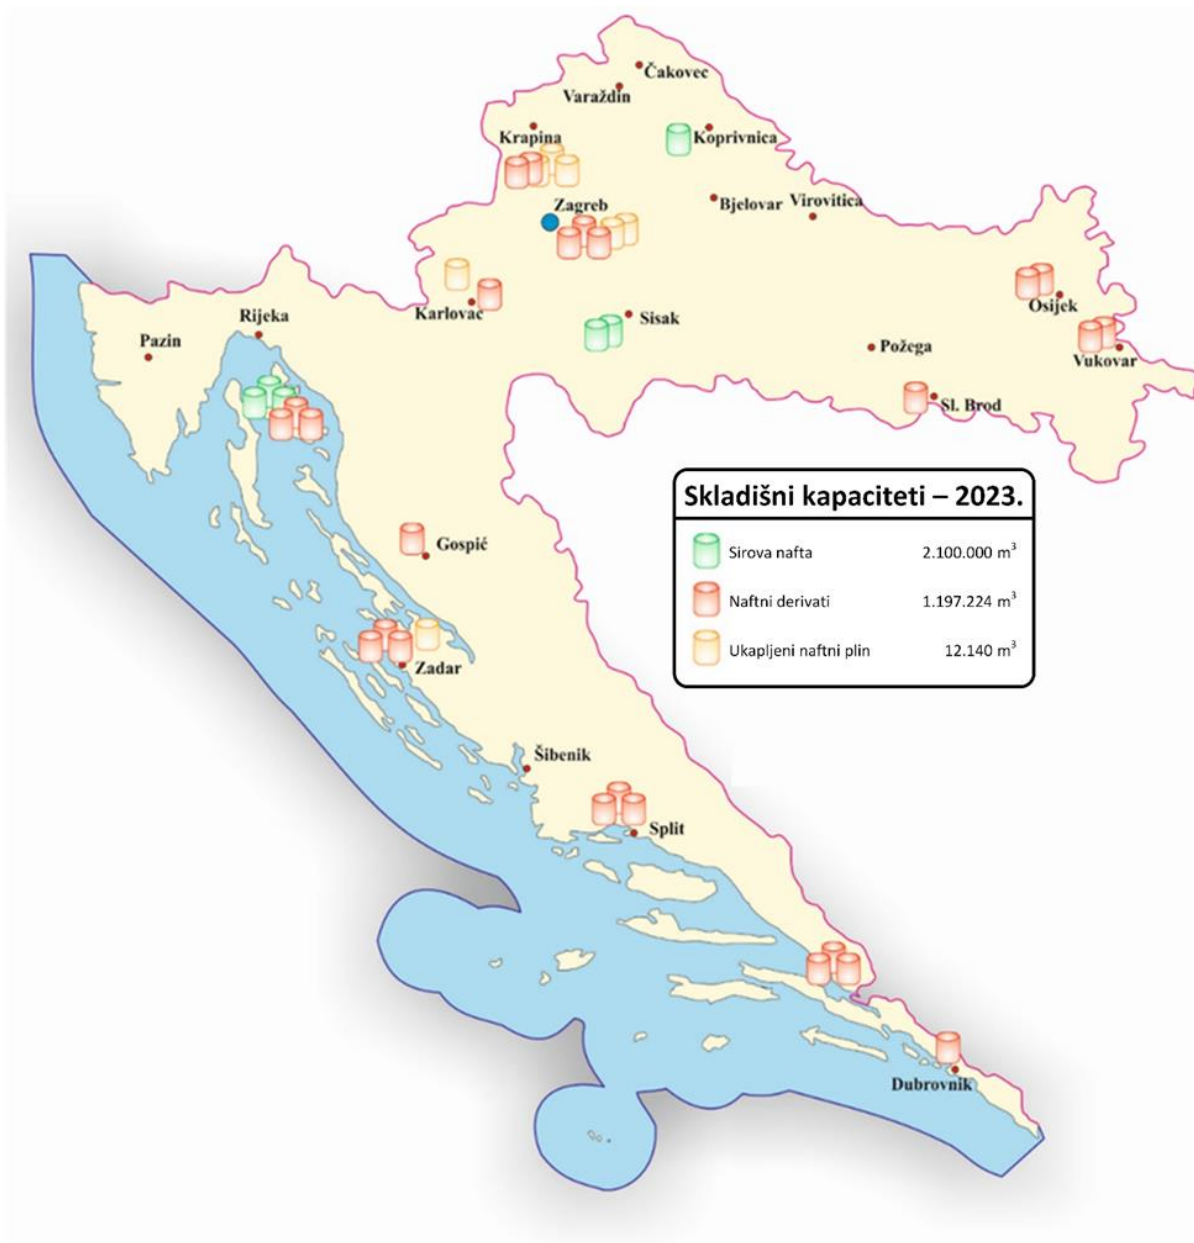 Čakovec
Varaždin
Krapina
Koprivnica
Zagreb
Bjelovar
Virovitica
Osijek
Karlovac
Sisak
Rijeka
Pazin
Požega
Vukovar
Sl. Brod
Skladišni kapaciteti – 2023.
Sirova nafta 2.100.000 m³
Naftni derivati 1.197.224 m³
Ukapljeni naftni plin 12.140 m³
Gospić
Zadar
Šibenik
Split
Dubrovnik